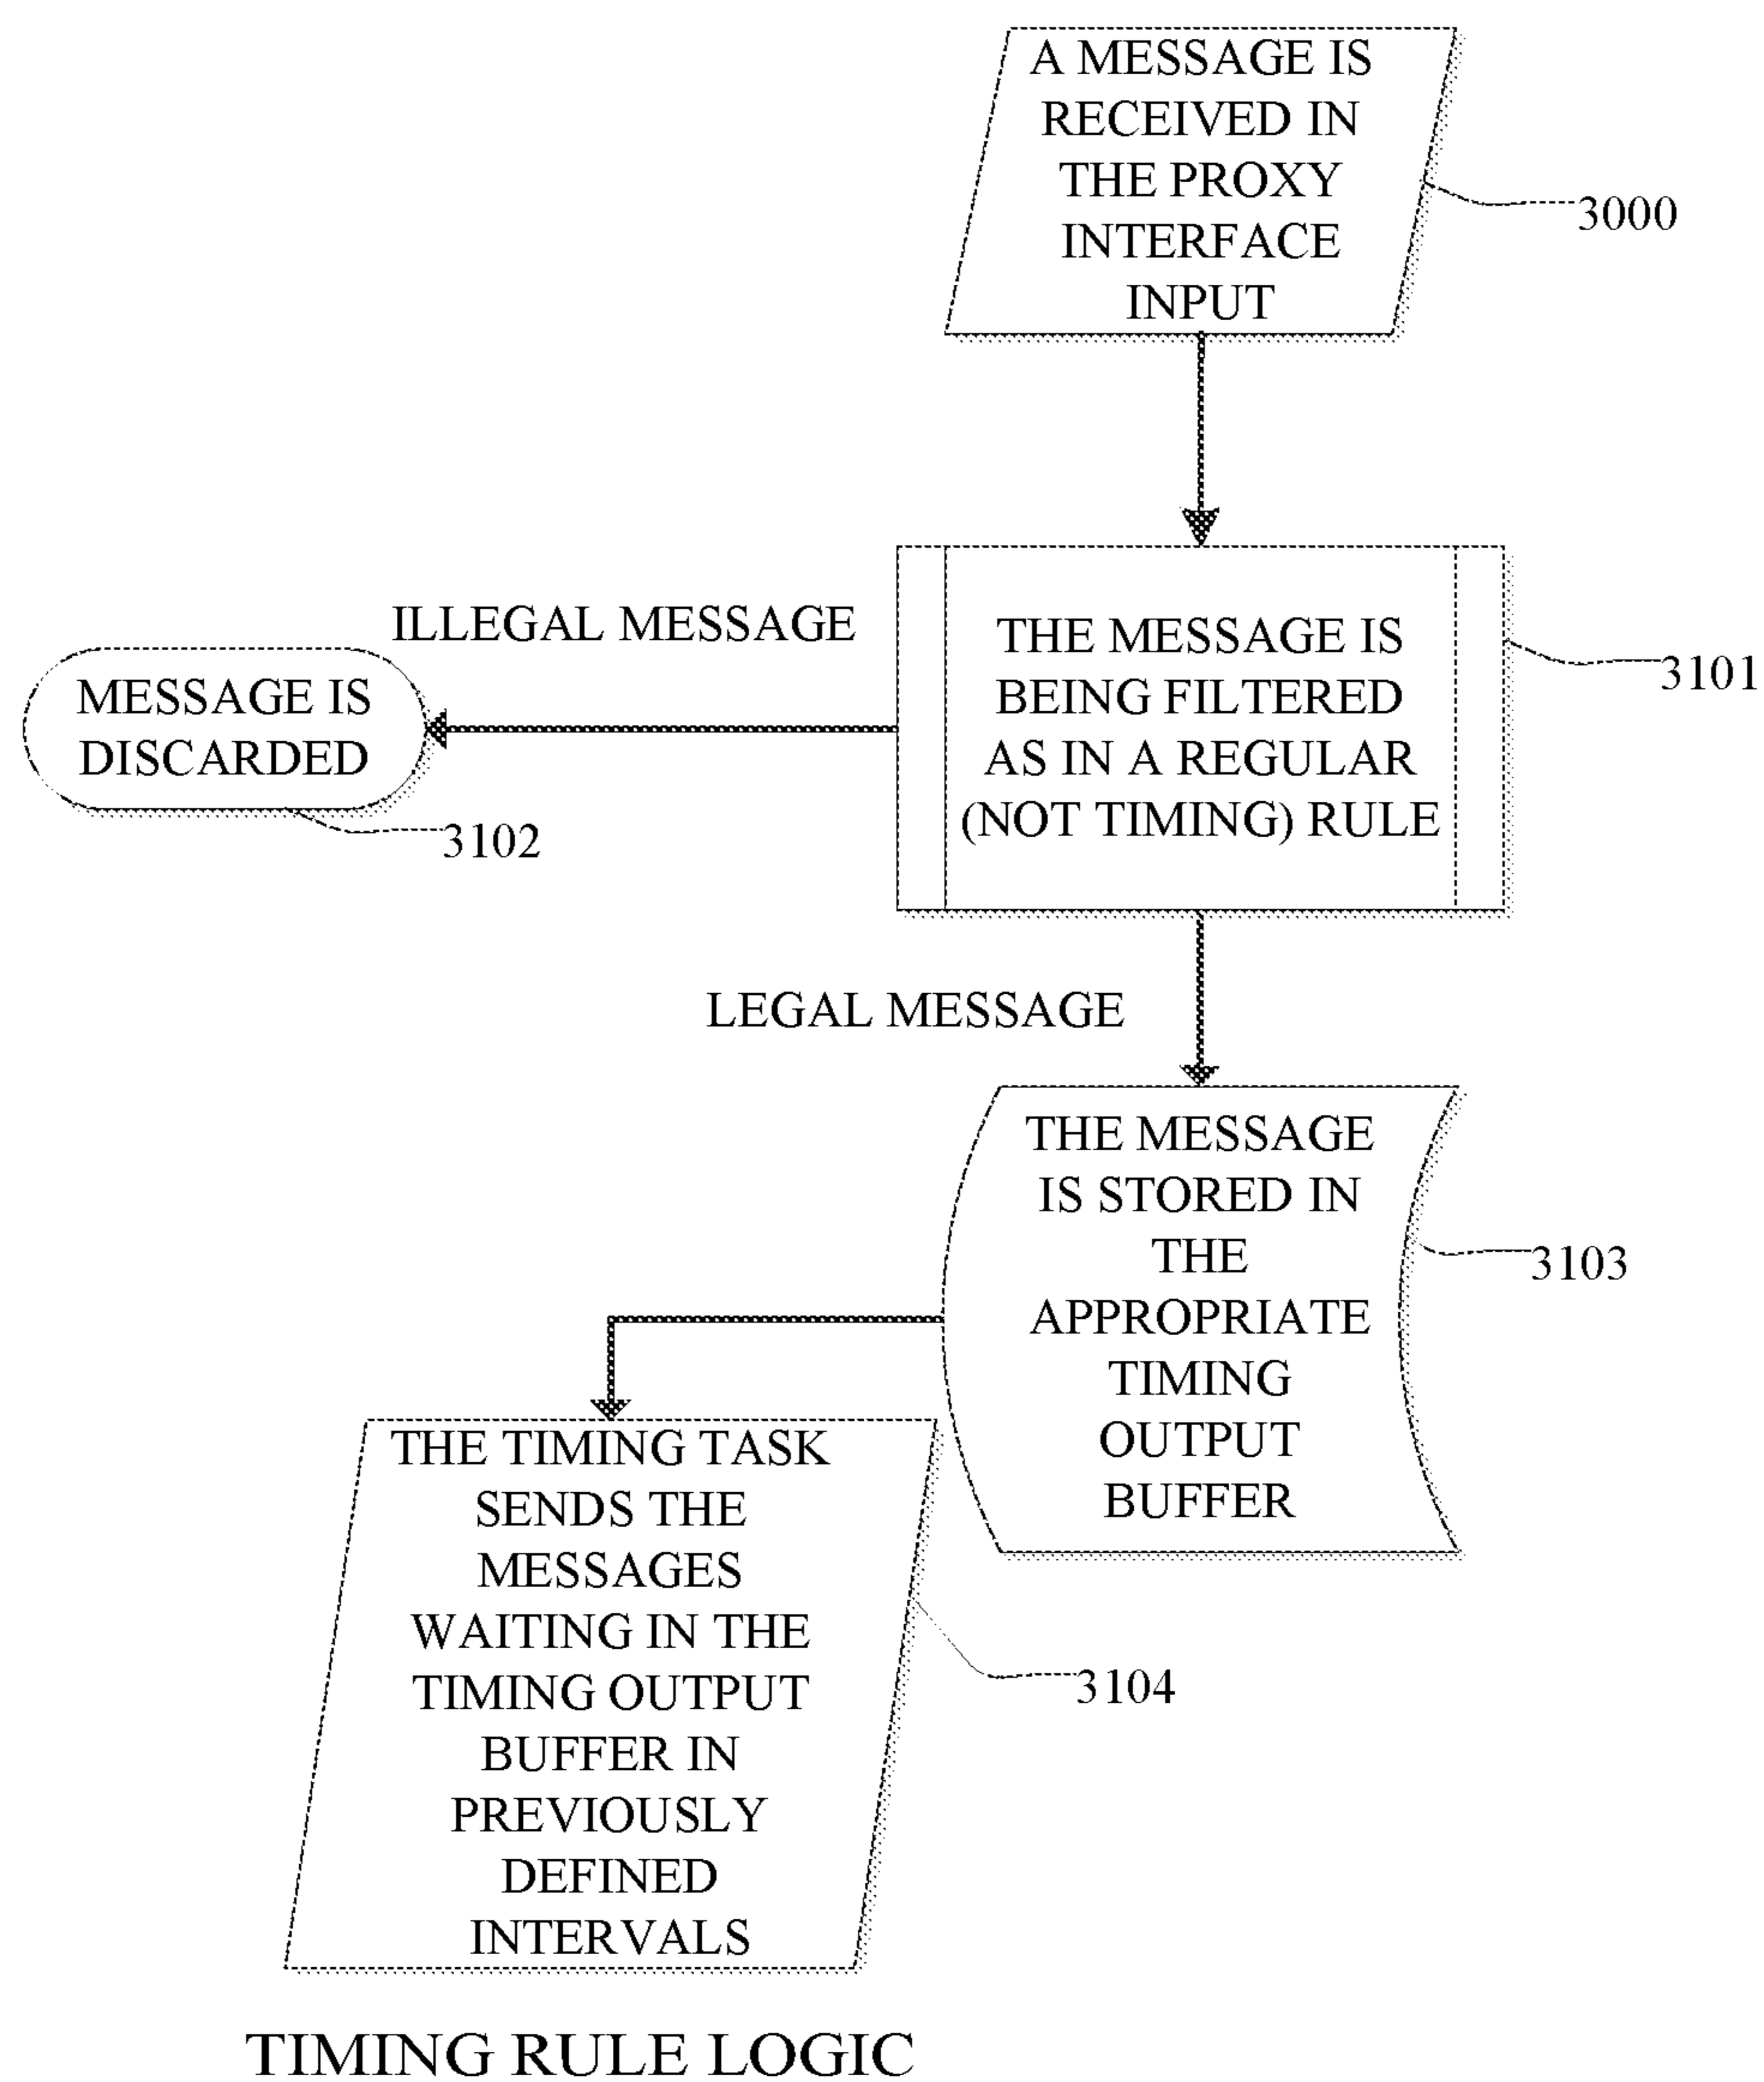 A MESSAGE IS
RECEIVED IN
THE PROXY
INTERFACE
INPUT
3000
ILLEGAL MESSAGE
THE MESSAGE IS
BEING FILTERED
AS IN A REGULAR
(NOT TIMING) RULE
3101
MESSAGE IS
DISCARDED
3102
LEGAL MESSAGE
THE MESSAGE
IS STORED IN
THE
APPROPRIATE
TIMING
OUTPUT
BUFFER
3103
THE TIMING TASK
SENDS THE
MESSAGES
WAITING IN THE
TIMING OUTPUT
BUFFER IN
PREVIOUSLY
DEFINED
INTERVALS
3104
TIMING RULE LOGIC